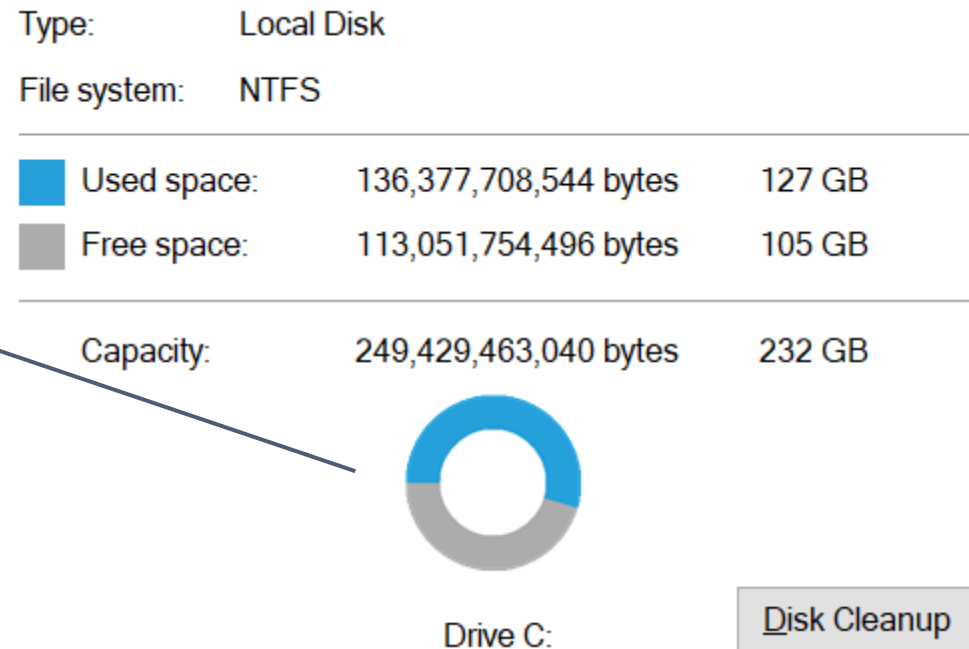 Type: Local Disk
File system: NTFS
Used space: 136,377,708,544 bytes 127 GB
Free space: 113,051,754,496 bytes 105 GB
Capacity: 249,429,463,040 bytes 232 GB
Drive C:
Disk Cleanup